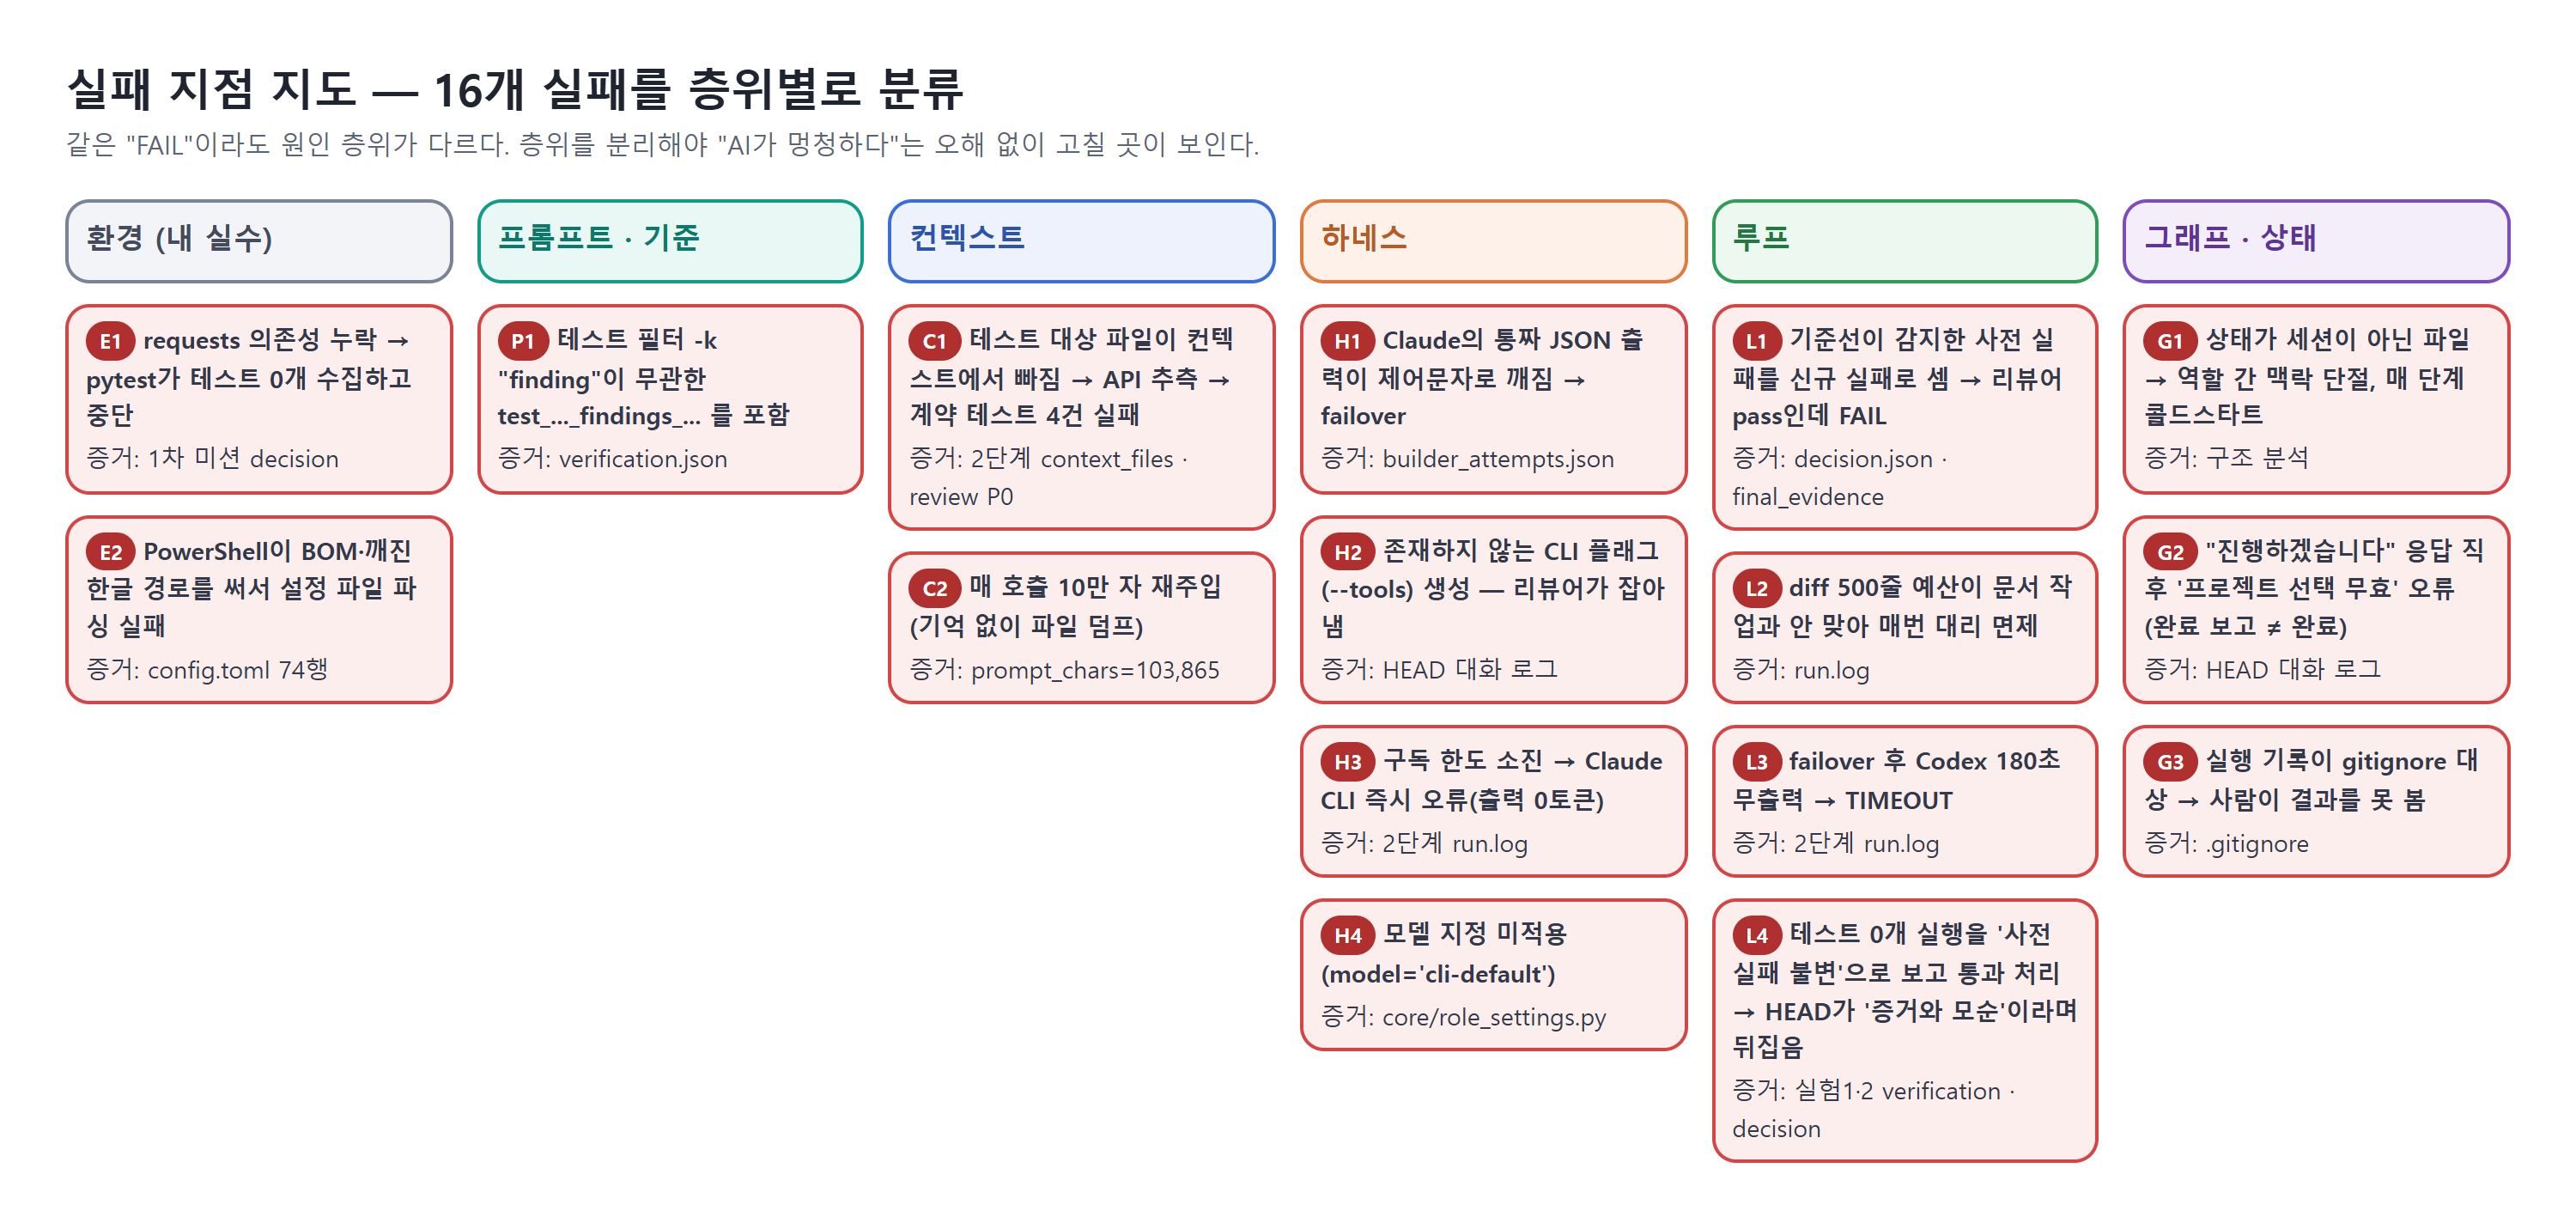 실패 지점 지도 — 16개 실패를 층위별로 분류
같은 "FAIL"이라도 원인 층위가 다르다. 층위를 분리해야 "AI가 멍청하다"는 오해 없이 고칠 곳이 보인다.
환경 (내 실수)
E1 requests 의존성 누락 →
pytest가 테스트 0개 수집하고
중단
증거: 1차 미션 decision
E2 PowerShell이 BOM·깨진
한글 경로를 써서 설정 파일 파
싱 실패
증거: config.toml 74행
프롬프트 · 기준
P1 테스트 필터 -k
"finding"이 무관한
test_..._findings_... 를 포함
증거: verification.json
컨텍스트
C1 테스트 대상 파일이 컨텍
스트에서 빠짐 → API 추측 →
계약 테스트 4건 실패
증거: 2단계 context_files ·
review P0
C2 매 호출 10만 자 재주입
(기억 없이 파일 덤프)
증거: prompt_chars=103,865
하네스
H1 Claude의 통짜 JSON 출
력이 제어문자로 깨짐 →
failover
증거: builder_attempts.json
H2 존재하지 않는 CLI 플래그
(--tools) 생성 — 리뷰어가 잡아
냄
증거: HEAD 대화 로그
H3 구독 한도 소진 → Claude
CLI 즉시 오류(출력 0토큰)
증거: 2단계 run.log
H4 모델 지정 미적용
(model='cli-default')
증거: core/role_settings.py
루프
L1 기준선이 감지한 사전 실
패를 신규 실패로 셈 → 리뷰어
pass인데 FAIL
증거: decision.json ·
final_evidence
L2 diff 500줄 예산이 문서 작
업과 안 맞아 매번 대리 면제
증거: run.log
L3 failover 후 Codex 180초
무출력 → TIMEOUT
증거: 2단계 run.log
L4 테스트 0개 실행을 '사전
실패 불변'으로 보고 통과 처리
→ HEAD가 '증거와 모순'이라며
뒤집음
증거: 실험1·2 verification ·
decision
그래프 · 상태
G1 상태가 세션이 아닌 파일
→ 역할 간 맥락 단절, 매 단계
콜드스타트
증거: 구조 분석
G2 "진행하겠습니다" 응답 직
후 '프로젝트 선택 무효' 오류
(완료 보고 ≠ 완료)
증거: HEAD 대화 로그
G3 실행 기록이 gitignore 대
상 → 사람이 결과를 못 봄
증거: .gitignore